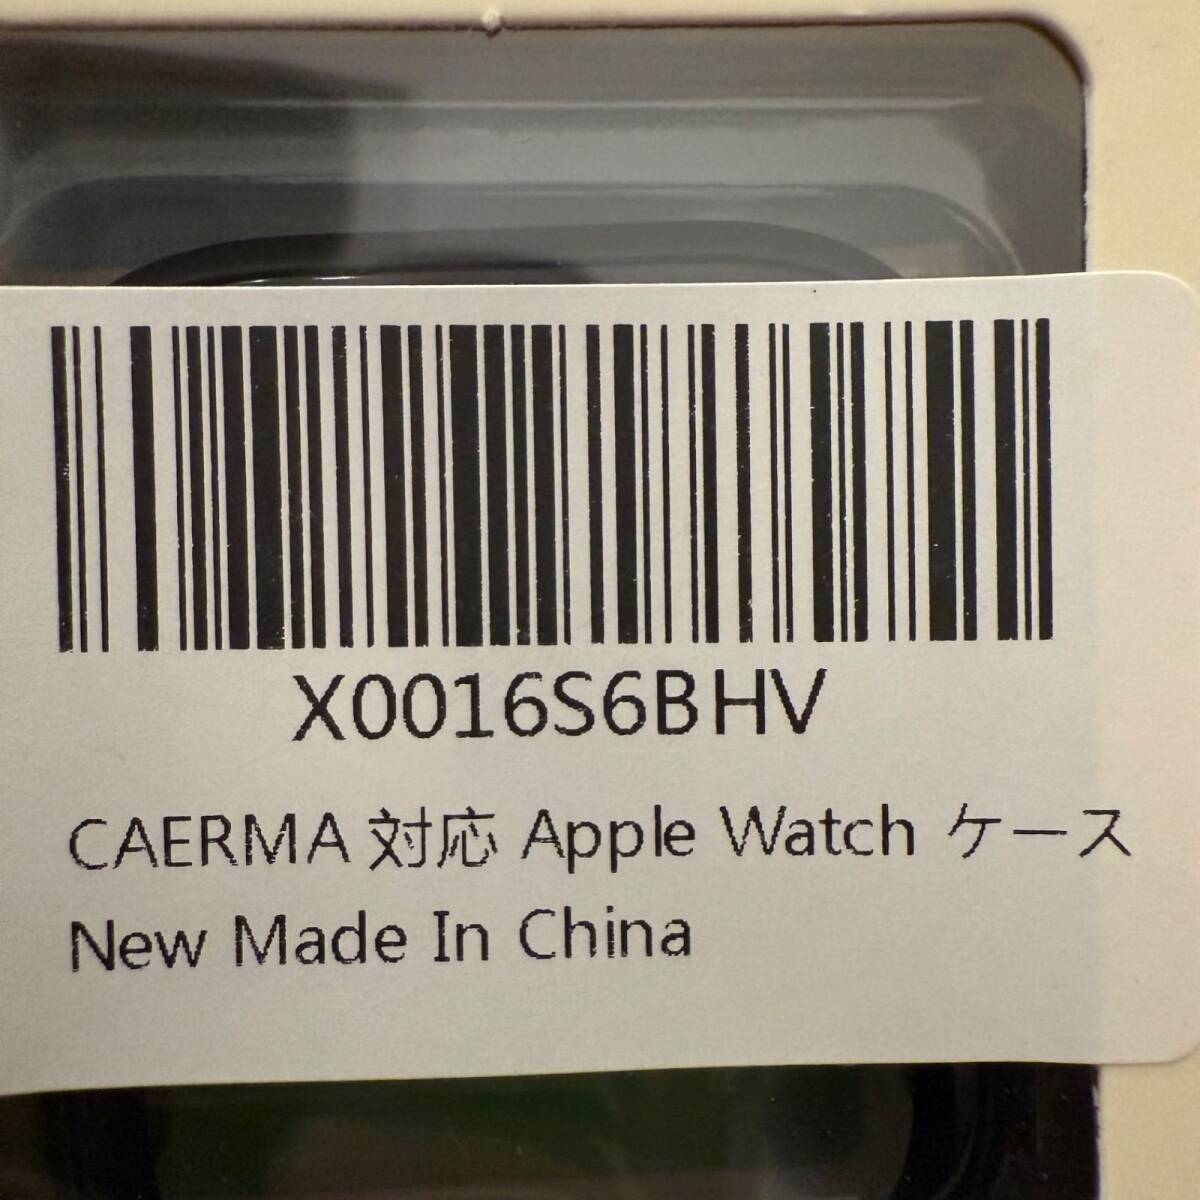 X0016S6BHV
CAERMA 対応 Apple Watch ケース
New Made In China